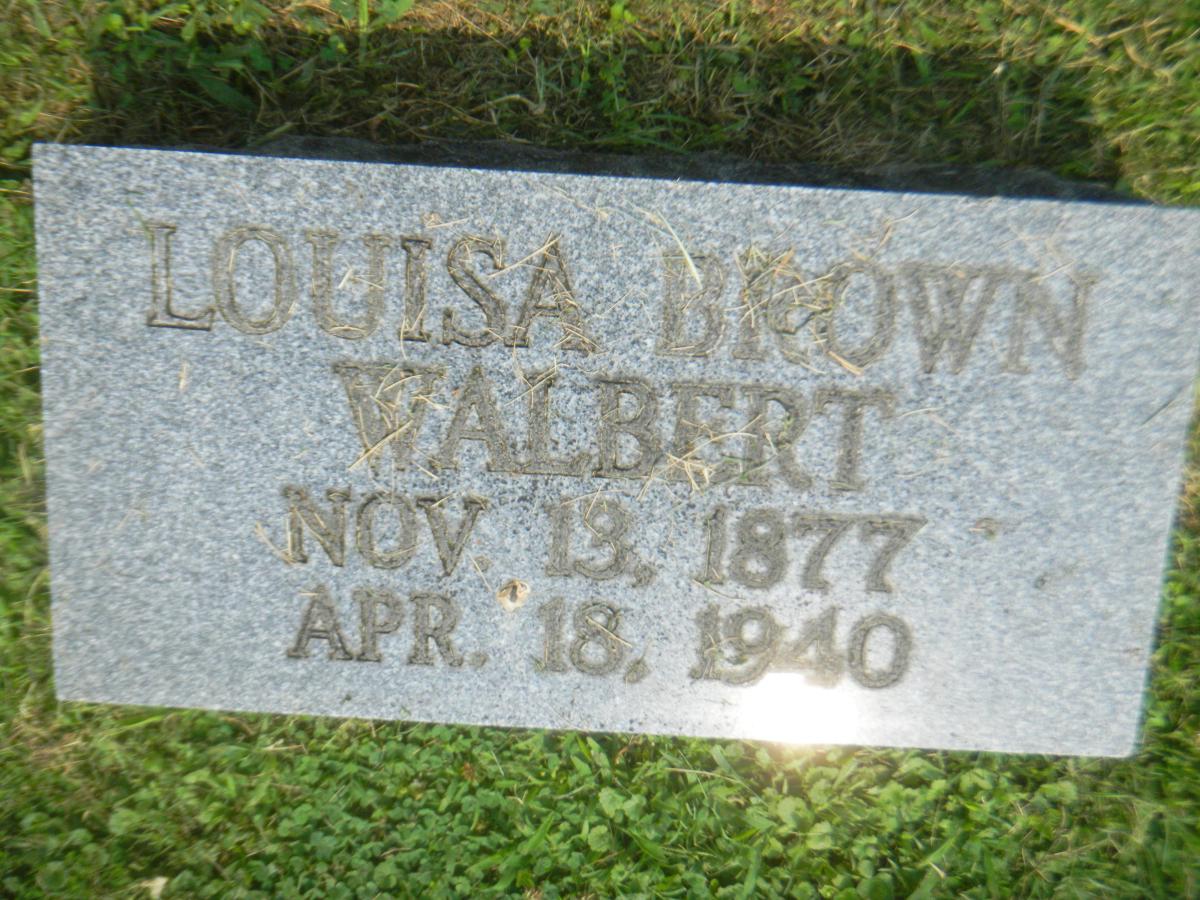 LOUISA BROWN
WALBERT
NOV. 13, 1877
APR. 18, 1940